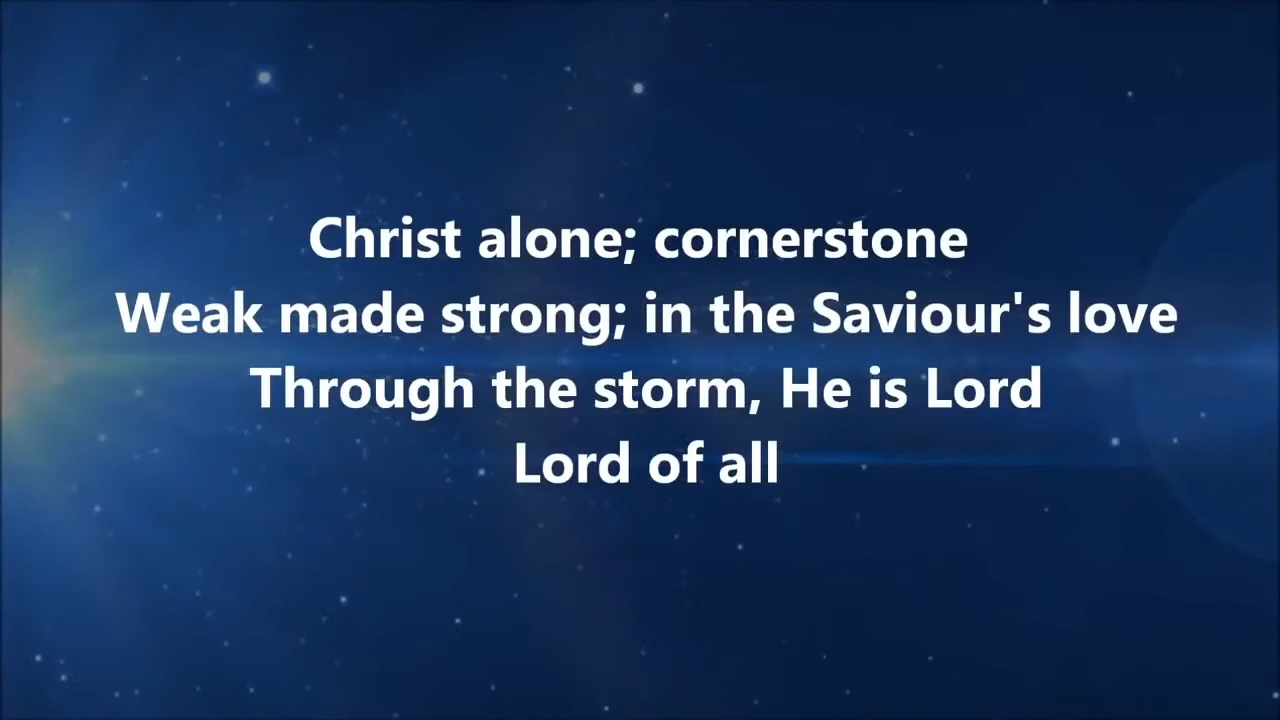 Christ alone; cornerstone
Weak made strong; in the Saviour's love
Through the storm, He is Lord
Lord of all